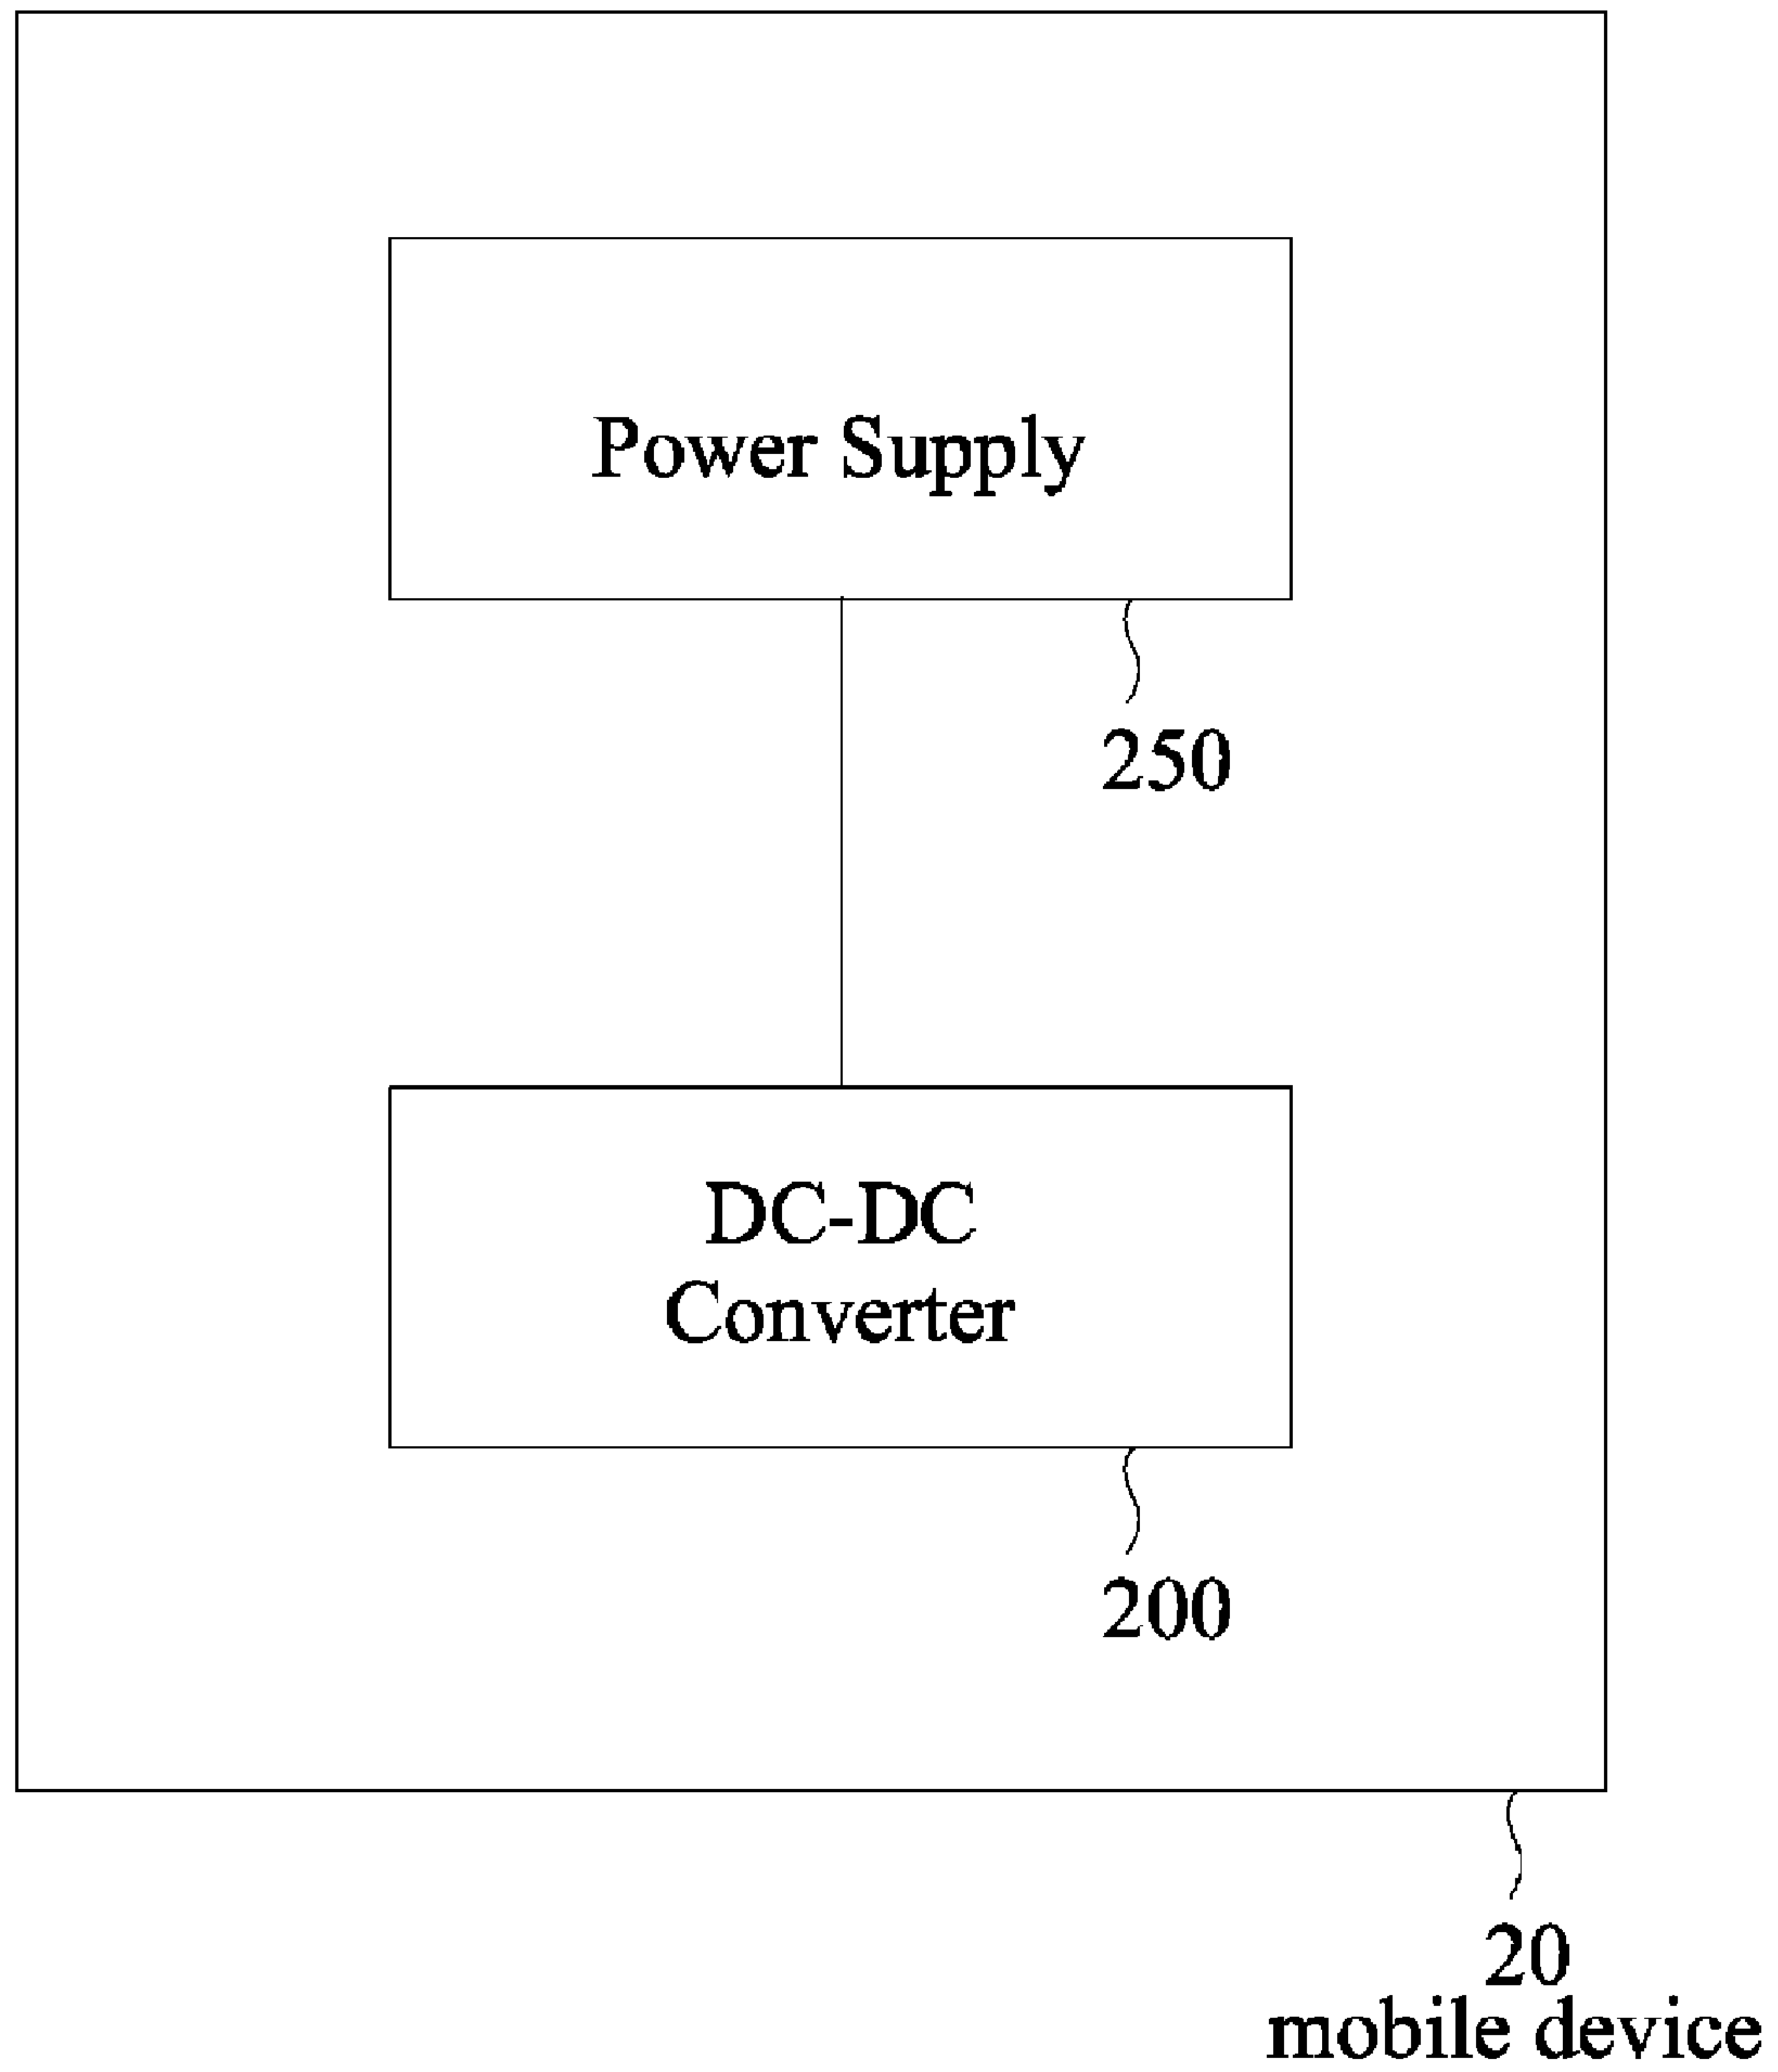 Power Supply
250
DC-DC
Converter
200
20
mobile device